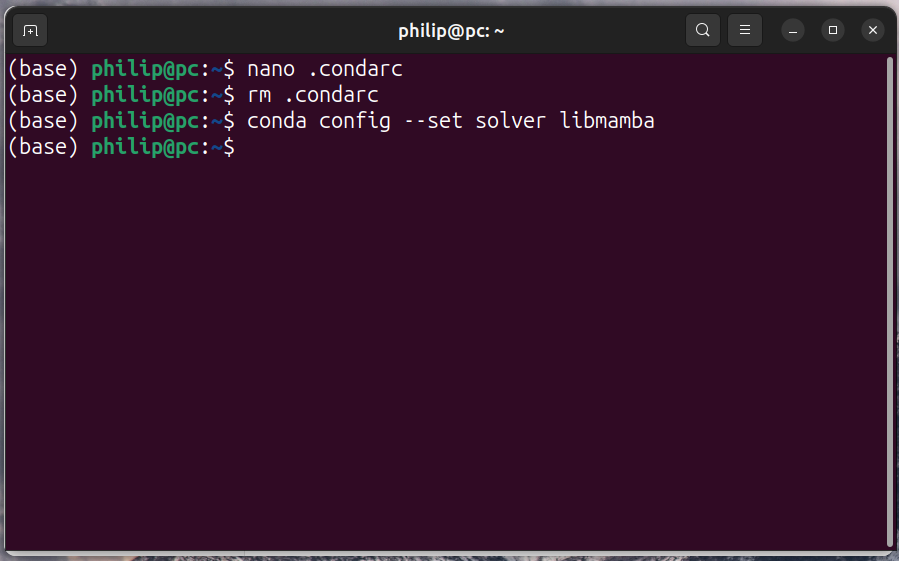 philip@pc: ~
(base) philip@pc:~$ nano .condarc
(base) philip@pc:~$ rm .condarc
(base) philip@pc:~$ conda config --set solver libmamba
(base) philip@pc:~$